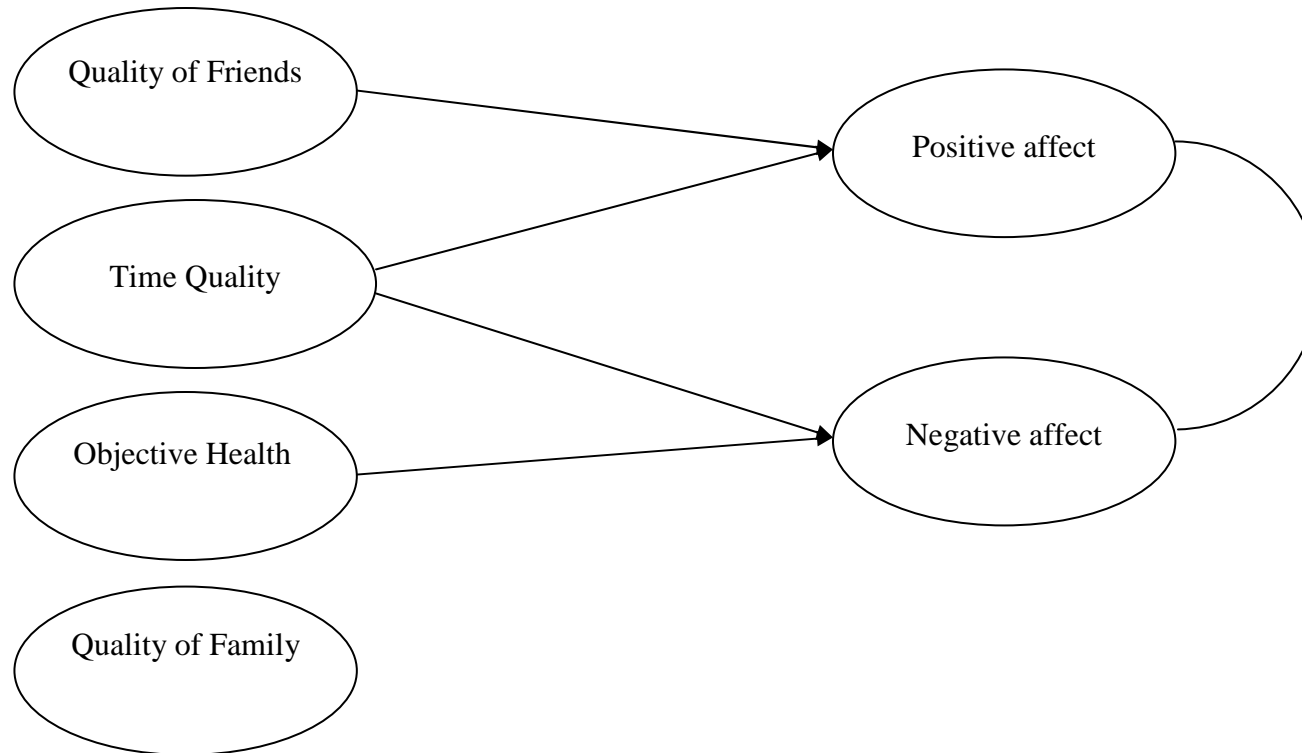 Quality of Friends
Positive affect
Time Quality
Negative affect
Objective Health
Quality of Family